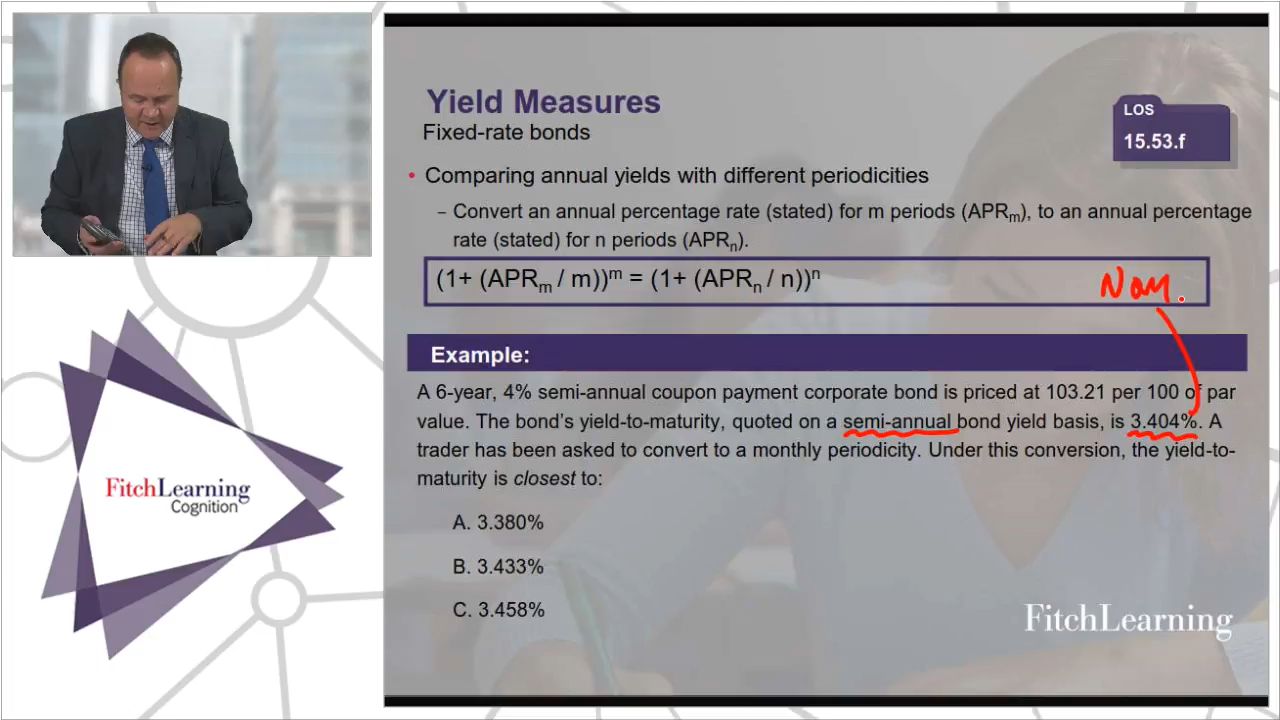 Yield Measures
Fixed-rate bonds
LOS
15.53.f
• Comparing annual yields with different periodicities
– Convert an annual percentage rate (stated) for m periods (APRm), to an annual percentage
rate (stated) for n periods (APRn).
(1+ (APRm / m))m = (1+ (APRn / n))n
Example:
A 6-year, 4% semi-annual coupon payment corporate bond is priced at 103.21 per 100 of par
value. The bond's yield-to-maturity, quoted on a semi-annual bond yield basis, is 3.404%. A
trader has been asked to convert to a monthly periodicity. Under this conversion, the yield-to-
maturity is closest to:
A. 3.380%
B. 3.433%
C. 3.458%
FitchLearning
Cognition
FitchLearning